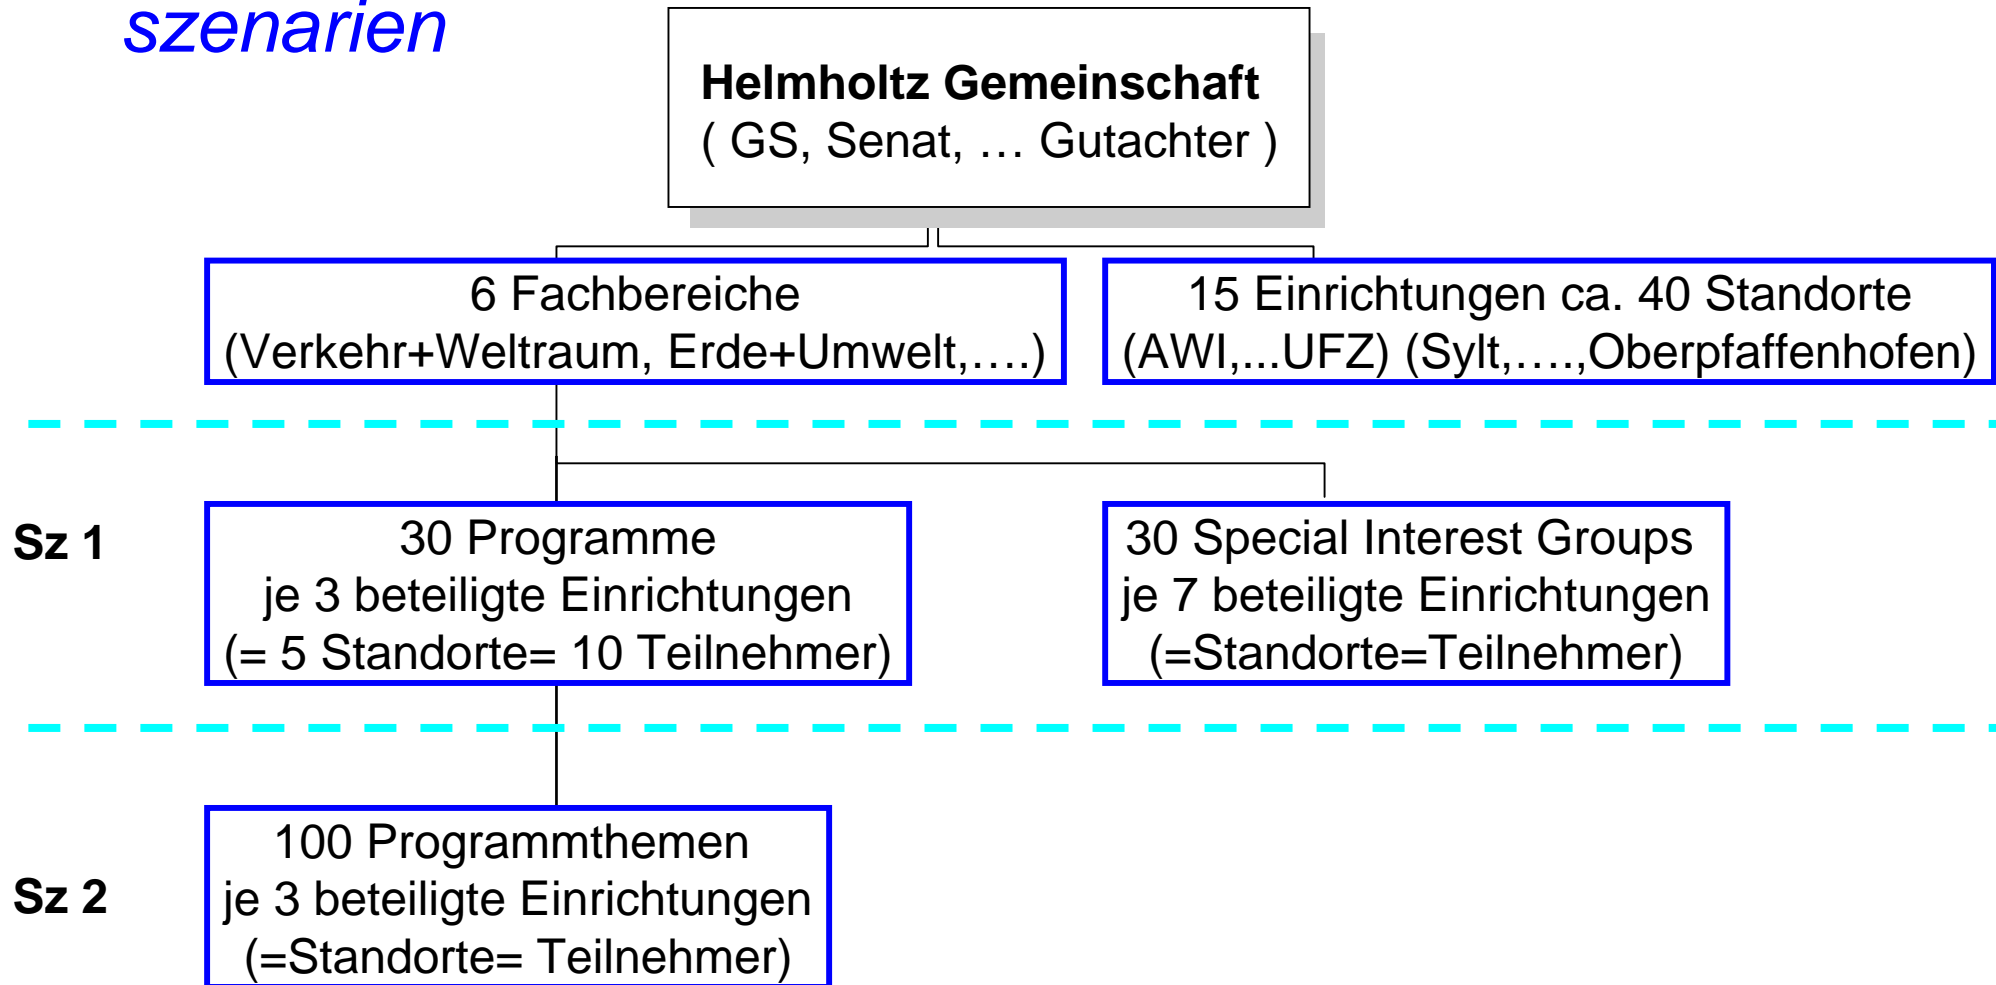 szenarien
Helmholtz Gemeinschaft
( GS, Senat, … Gutachter )
6 Fachbereiche
(Verkehr+Weltraum, Erde+Umwelt,….)
15 Einrichtungen ca. 40 Standorte
(AWI,...UFZ) (Sylt,….,Oberpfaffenhofen)
Sz 1
30 Programme
je 3 beteiligte Einrichtungen
(= 5 Standorte= 10 Teilnehmer)
30 Special Interest Groups
je 7 beteiligte Einrichtungen
(=Standorte=Teilnehmer)
Sz 2
100 Programmthemen
je 3 beteiligte Einrichtungen
(=Standorte= Teilnehmer)